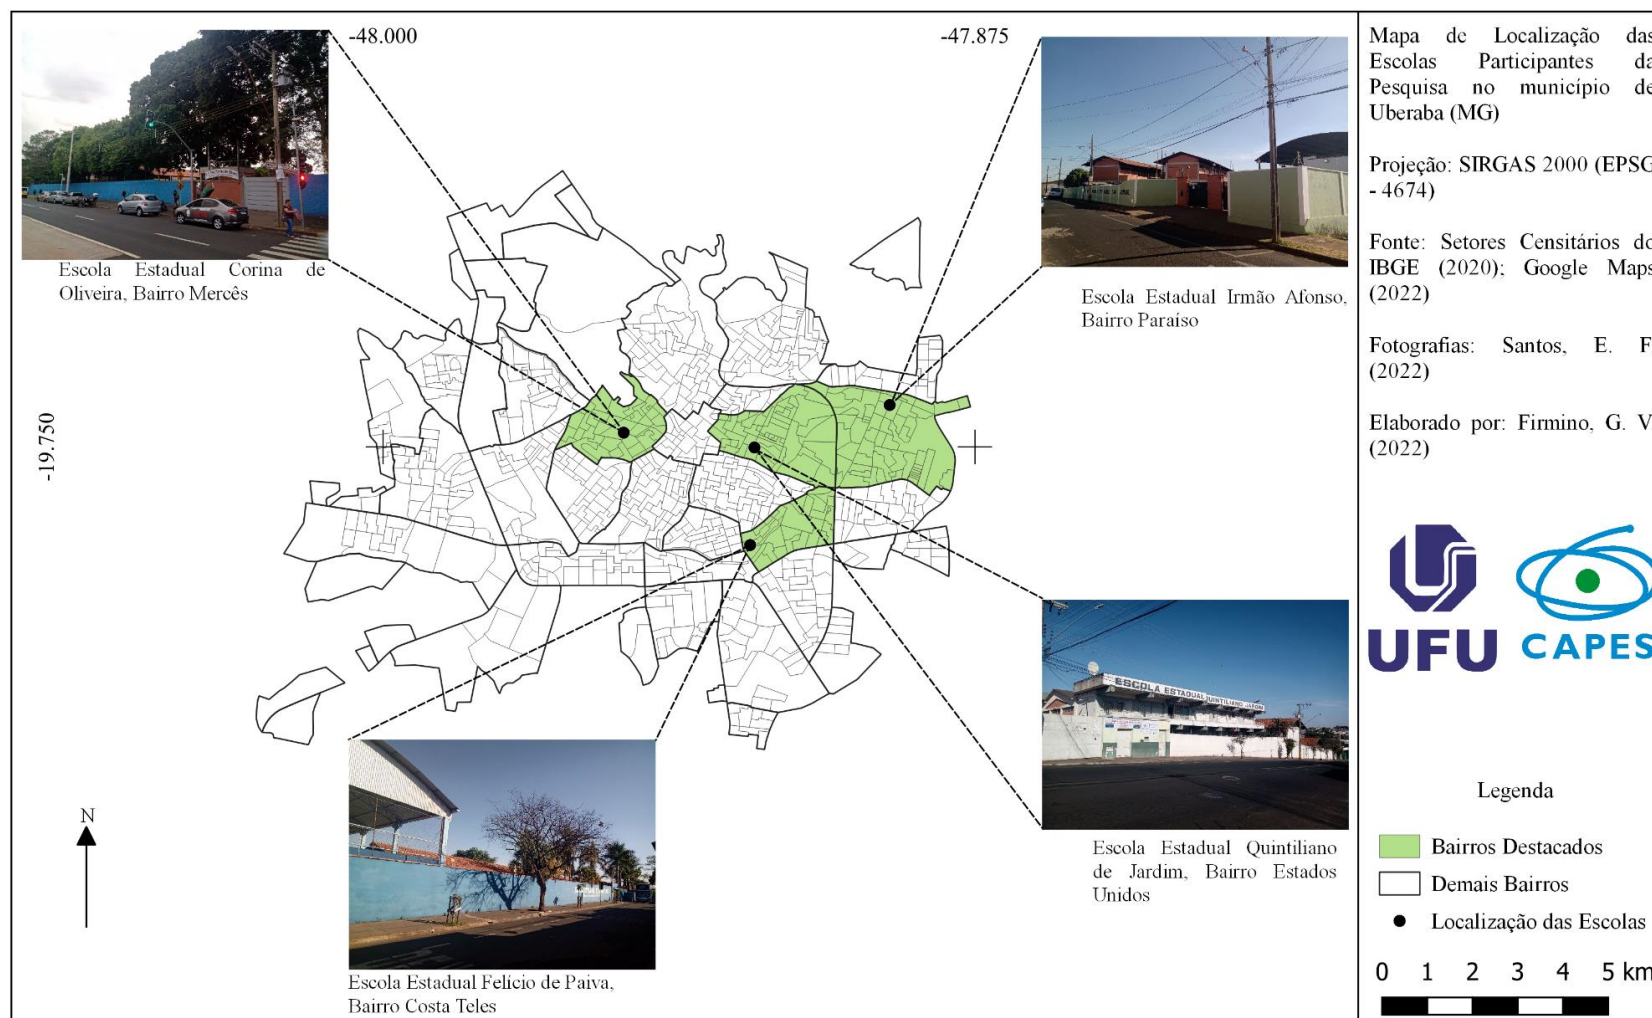 -48.000
-47.875
-19.750
Escola Estadual Corina de
Oliveira, Bairro Mercês
Escola Estadual Irmão Afonso,
Bairro Paraíso
ESCOLA ESTADUAL QUINTILIANO JARDIM
Escola Estadual Quintiliano
de Jardim, Bairro Estados
Unidos
Escola Estadual Felício de Paiva,
Bairro Costa Teles
N
Mapa de Localização das
Escolas Participantes da
Pesquisa no município de
Uberaba (MG)
Projeção: SIRGAS 2000 (EPSG
- 4674)
Fonte: Setores Censitários do
IBGE (2020); Google Maps
(2022)
Fotografias: Santos, E. F.
(2022)
Elaborado por: Firmino, G. V.
(2022)
UFU
CAPES
Legenda
Bairros Destacados
Demais Bairros
Localização das Escolas
0 1 2 3 4 5 km